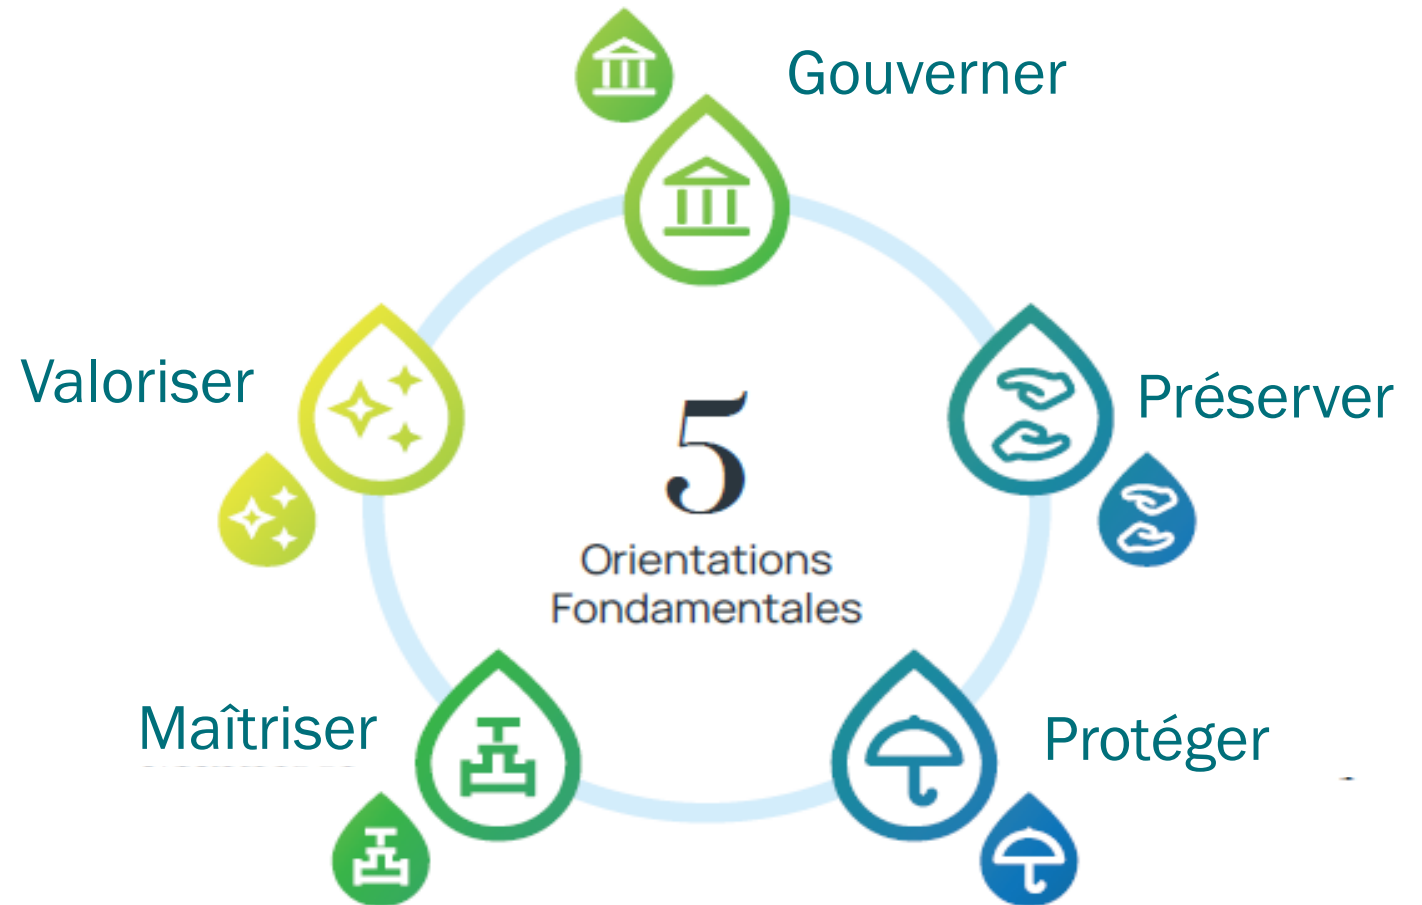 Gouverner
Valoriser
Préserver
5
Orientations
Fondamentales
Maîtriser
Protéger